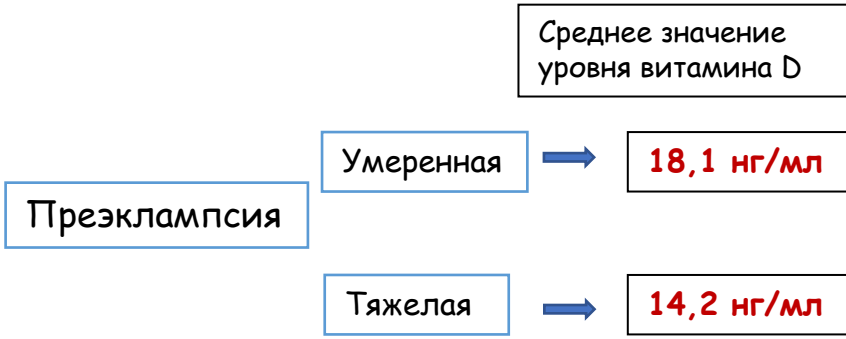 Среднее значение
уровня витамина D
Умеренная
18,1 нг/мл
Преэклампсия
Тяжелая
14,2 нг/мл